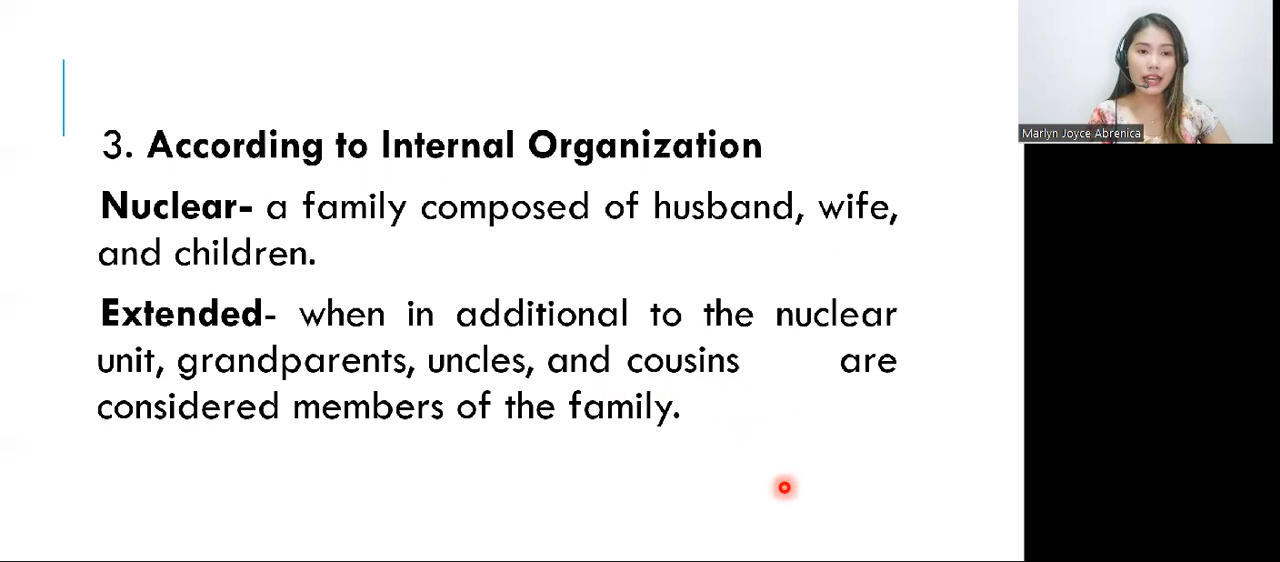 3. According to Internal Organization
Nuclear- a family composed of husband, wife,
and children.
Extended- when in additional to the nuclear
unit, grandparents, uncles, and cousins are
considered members of the family.
Marlyn Joyce Abrenica